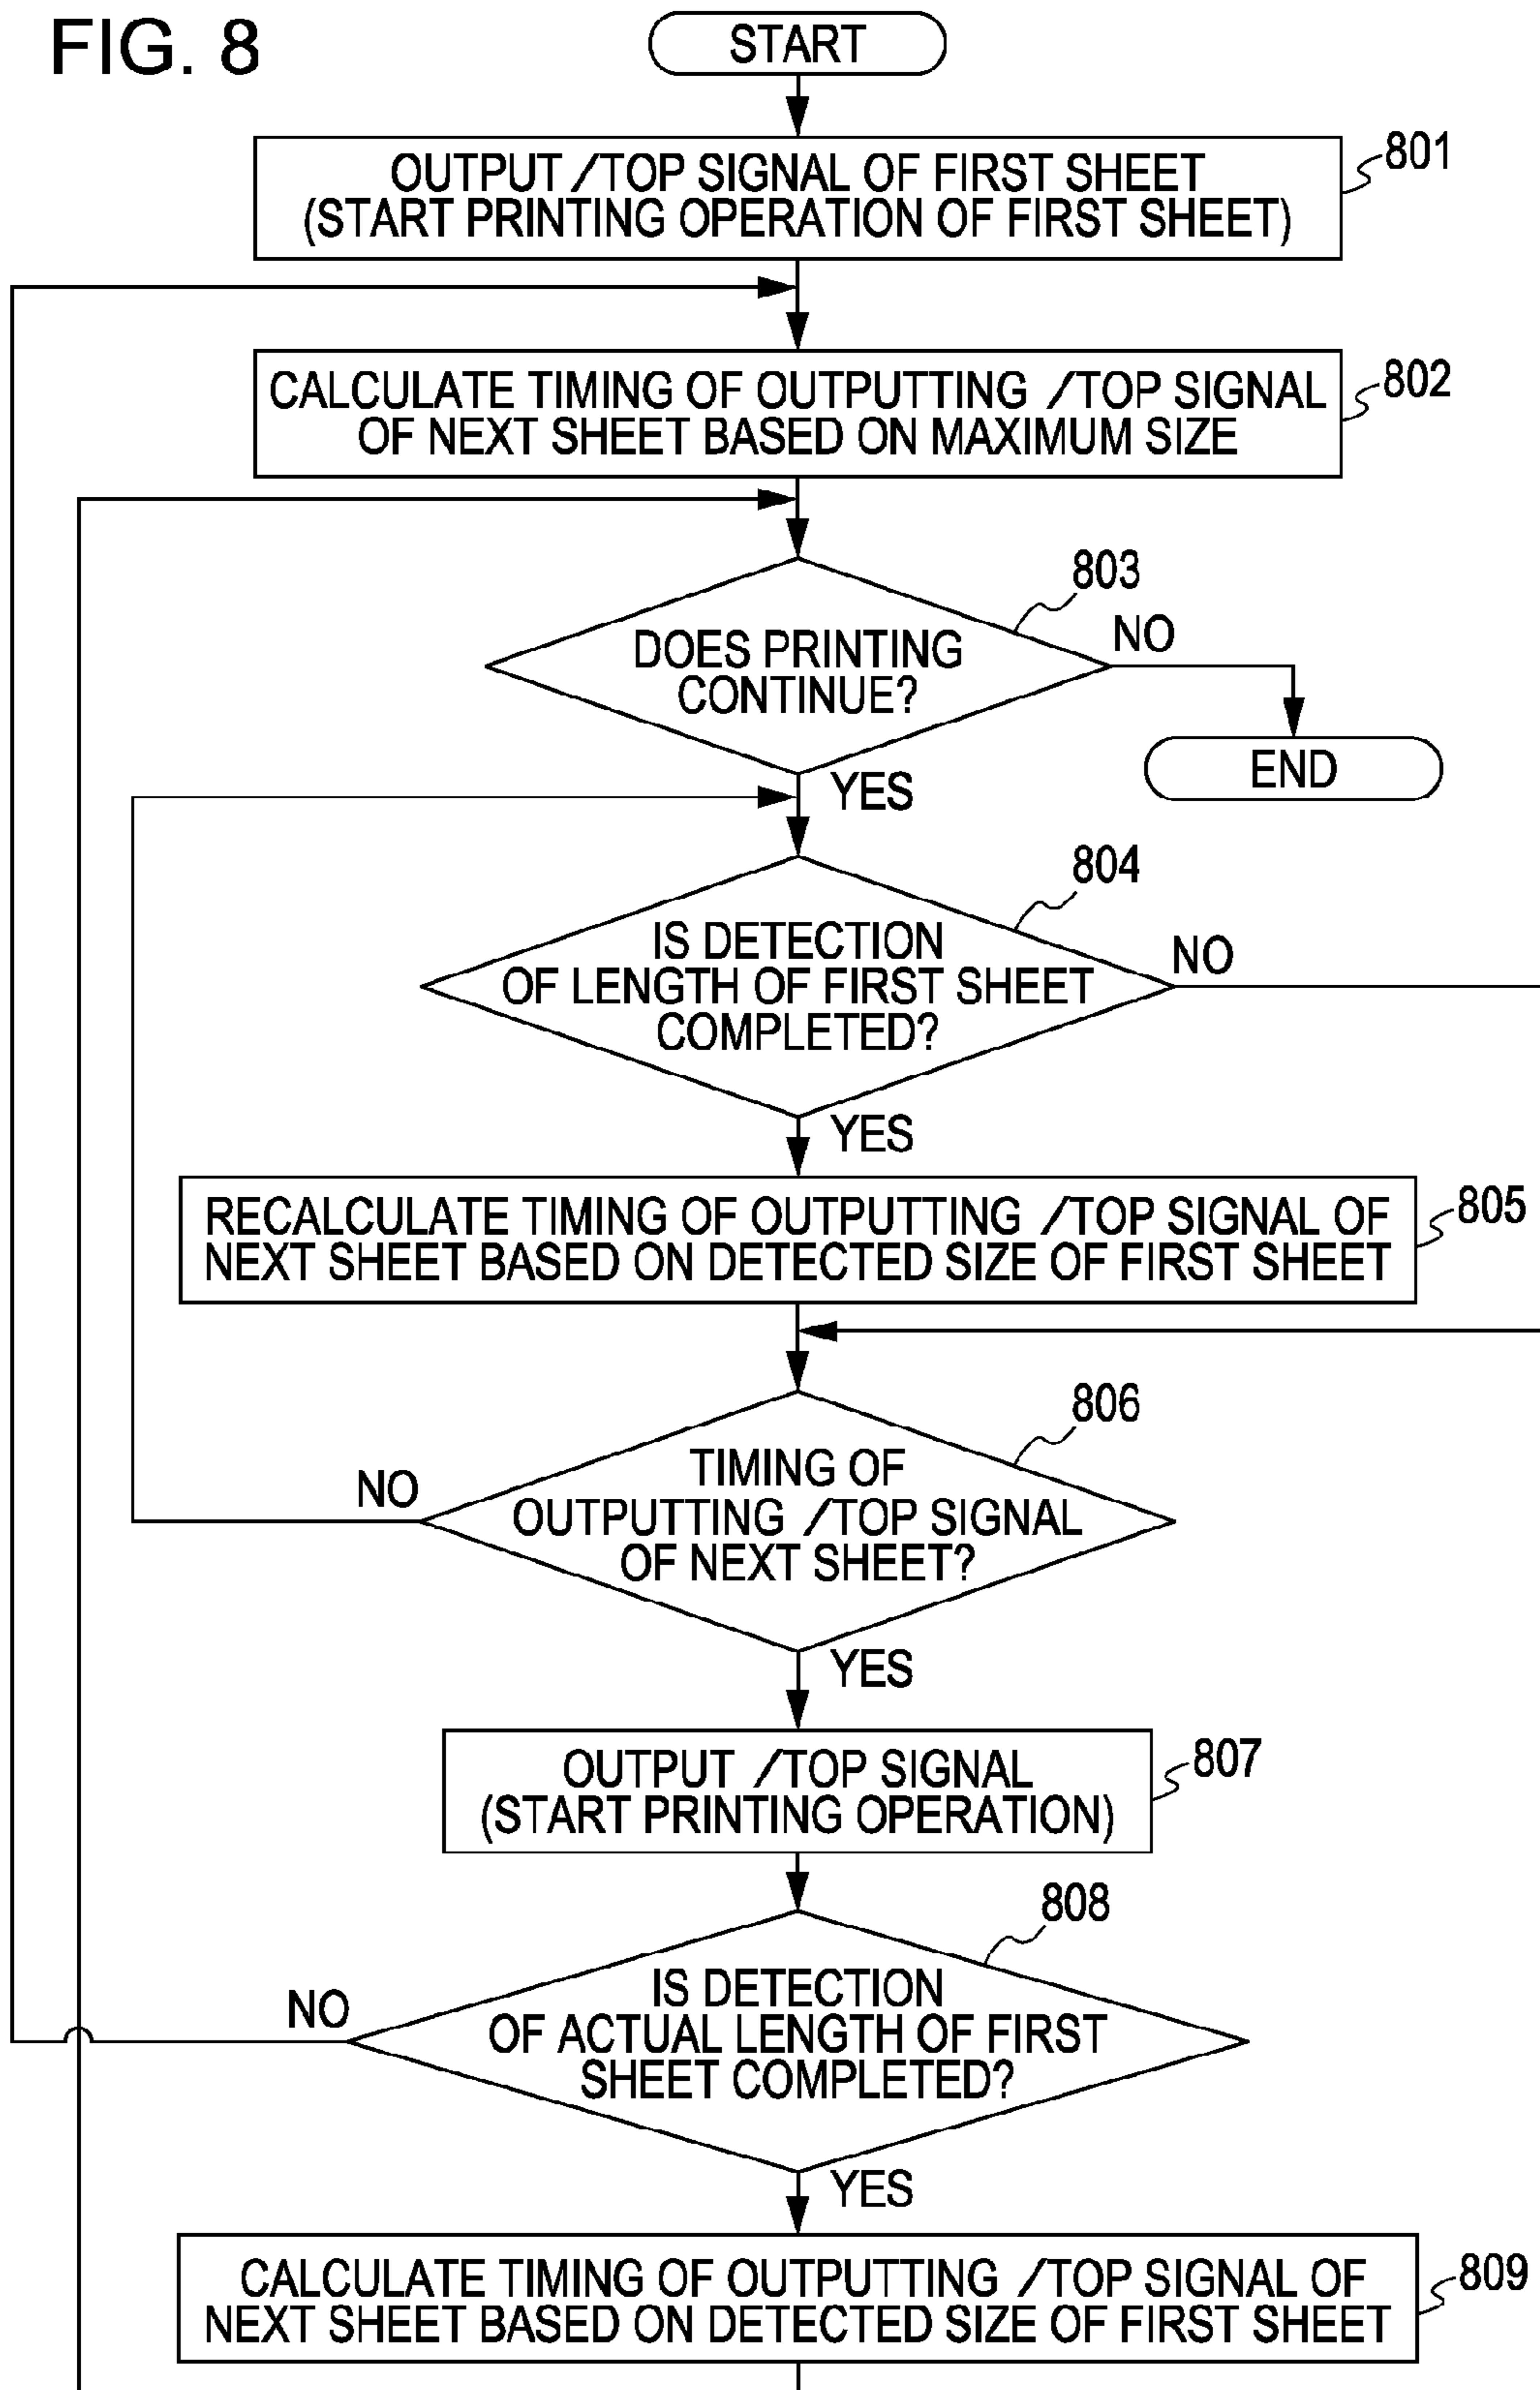 FIG. 8
START
OUTPUT /TOP SIGNAL OF FIRST SHEET
(START PRINTING OPERATION OF FIRST SHEET)
801
CALCULATE TIMING OF OUTPUTTING /TOP SIGNAL
OF NEXT SHEET BASED ON MAXIMUM SIZE
802
803
DOES PRINTING
CONTINUE?
NO
END
YES
804
IS DETECTION
OF LENGTH OF FIRST SHEET
COMPLETED?
NO
YES
RECALCULATE TIMING OF OUTPUTTING /TOP SIGNAL OF
NEXT SHEET BASED ON DETECTED SIZE OF FIRST SHEET
805
806
TIMING OF
OUTPUTTING /TOP SIGNAL
OF NEXT SHEET?
NO
YES
OUTPUT /TOP SIGNAL
(START PRINTING OPERATION)
807
808
IS DETECTION
OF ACTUAL LENGTH OF FIRST
SHEET COMPLETED?
NO
YES
CALCULATE TIMING OF OUTPUTTING /TOP SIGNAL OF
NEXT SHEET BASED ON DETECTED SIZE OF FIRST SHEET
809